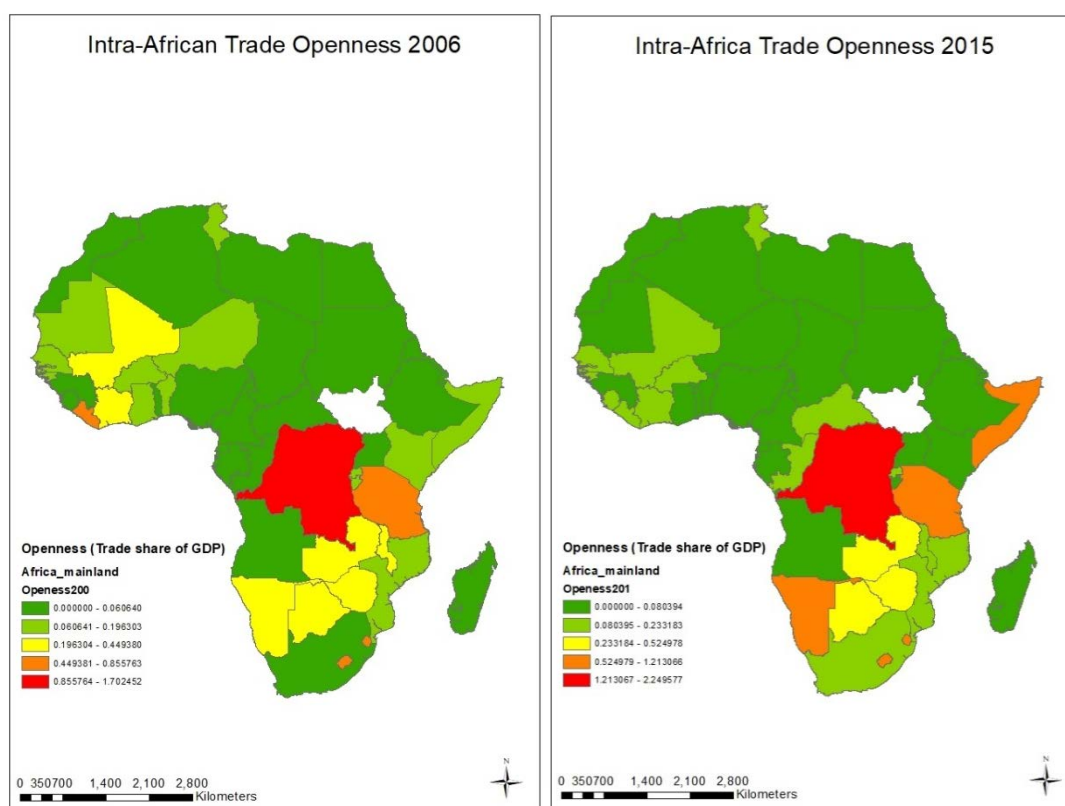 Intra-African Trade Openness 2006
Openness (Trade share of GDP)
Africa_mainland
Openess200
0.000000 - 0.060640
0.060641 - 0.196303
0.196304 - 0.449380
0.449381 - 0.855763
0.855764 - 1.702452
0 350700 1,400 2,100 2,800
Kilometers
N
Intra-Africa Trade Openness 2015
Openness (Trade share of GDP)
Africa_mainland
Openess201
0.000000 - 0.080394
0.080395 - 0.233183
0.233184 - 0.524978
0.524979 - 1.213066
1.213067 - 2.249577
0 350700 1,400 2,100 2,800
Kilometers
N